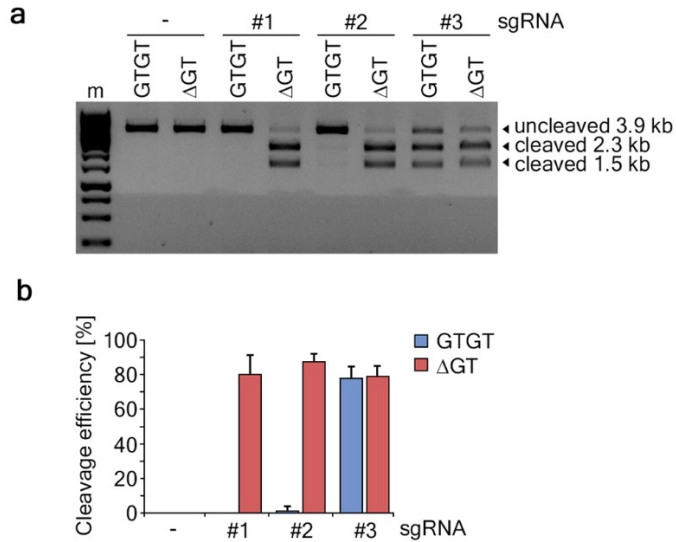 a
- #1 #2 #3 sgRNA
m GTGT ΔGT GTGT ΔGT GTGT ΔGT GTGT ΔGT
uncleaved 3.9 kb
cleaved 2.3 kb
cleaved 1.5 kb
b
Cleavage efficiency [%]
100
80
60
40
20
0
GTGT
ΔGT
- #1 #2 #3 sgRNA